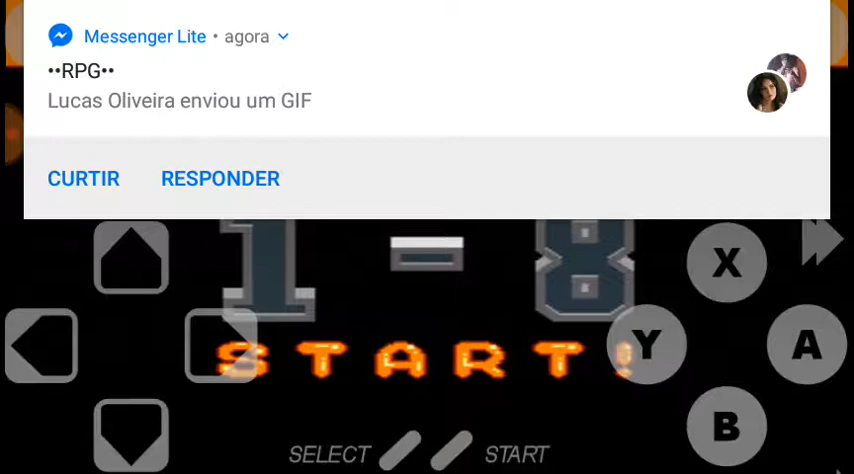 Messenger Lite • agora
••RPG••
Lucas Oliveira enviou um GIF
CURTIR RESPONDER
1-8
START!
X
Y
A
B
SELECT START